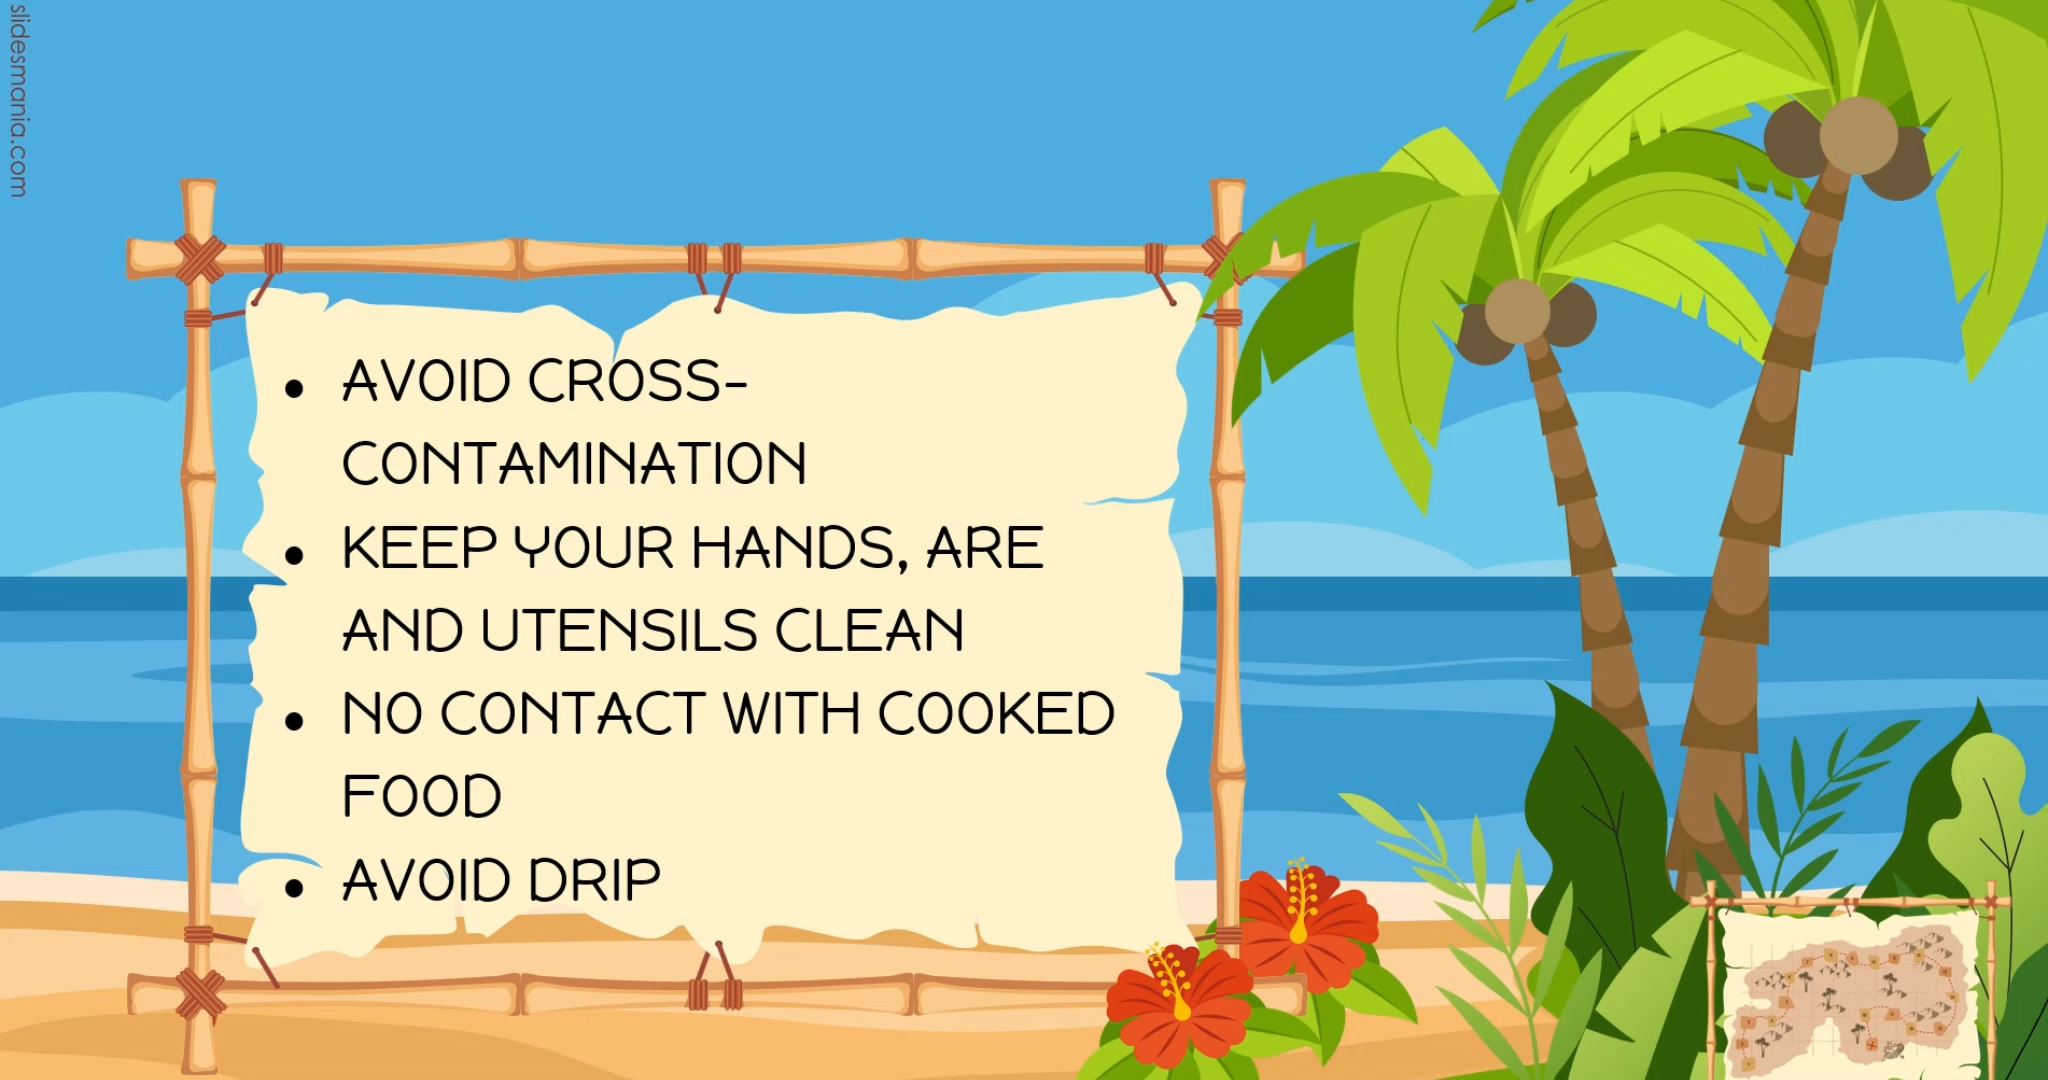 slidesmania.com
• AVOID CROSS-
CONTAMINATION
• KEEP YOUR HANDS, ARE
AND UTENSILS CLEAN
• NO CONTACT WITH COOKED
FOOD
• AVOID DRIP